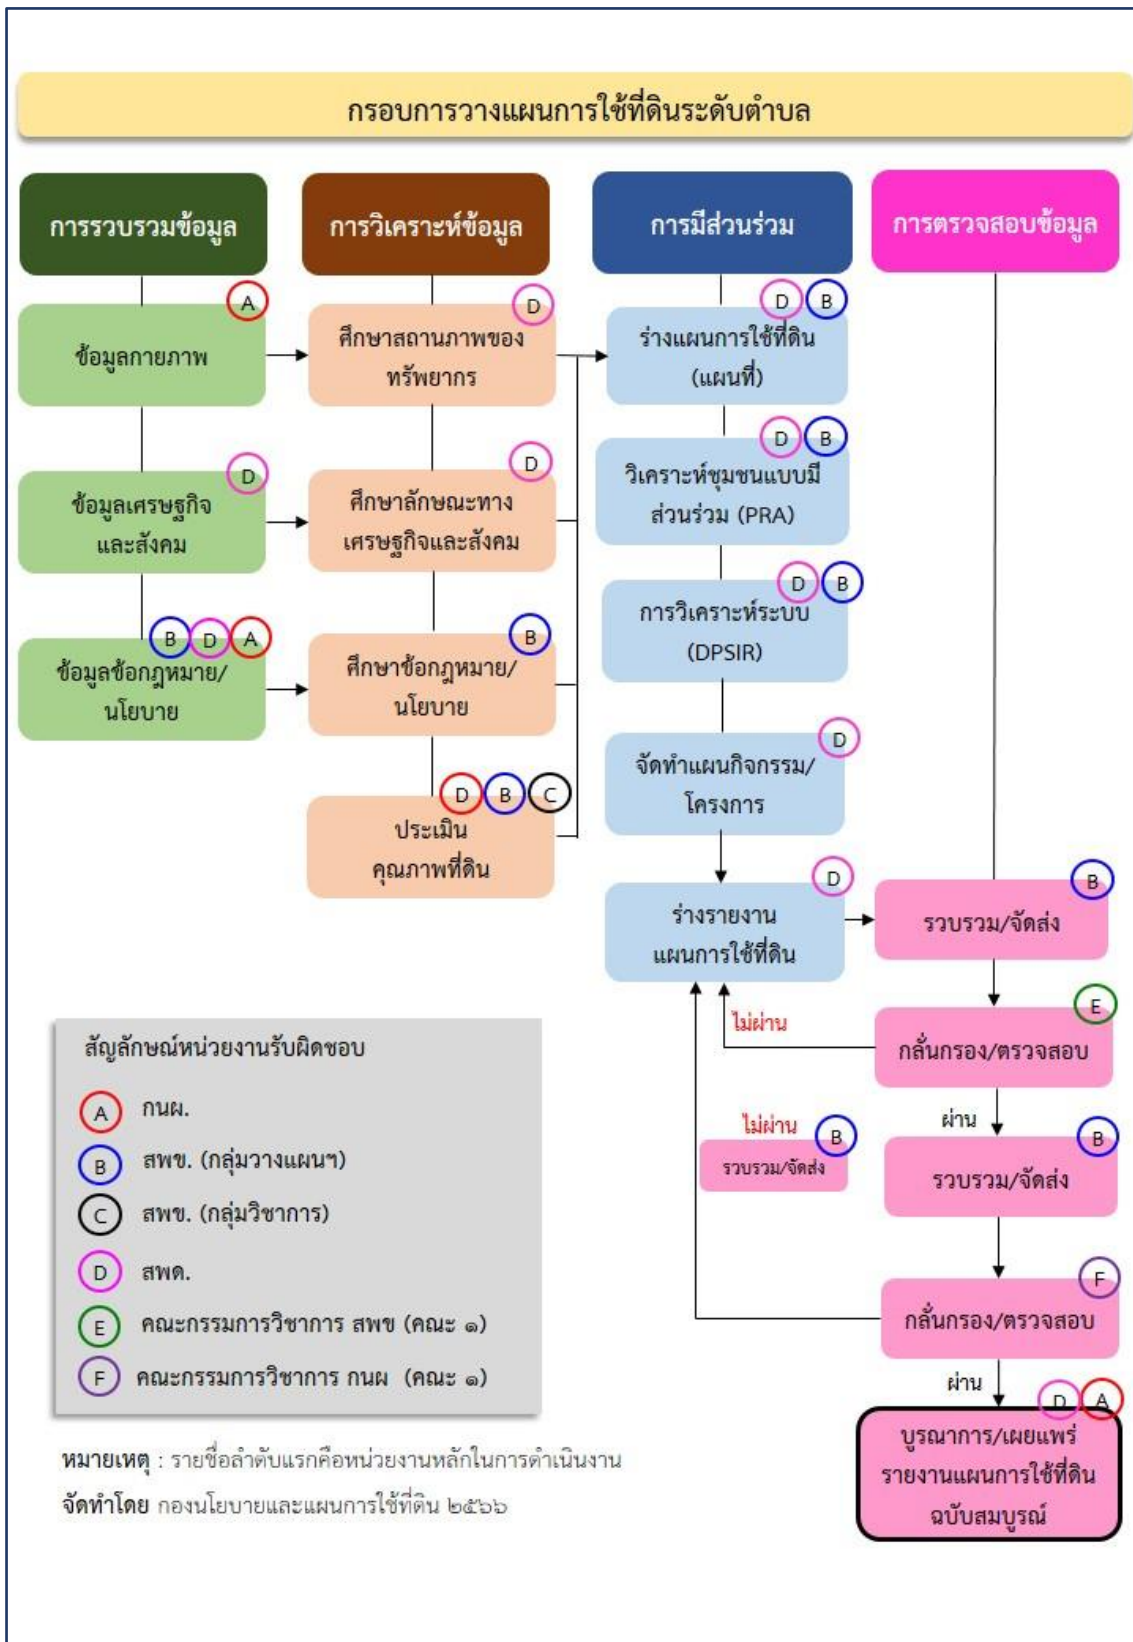 กรอบการวางแผนการใช้ที่ดินระดับตำบล
การรวบรวมข้อมูล
A
ข้อมูลกายภาพ
D
ข้อมูลเศรษฐกิจ
และสังคม
B D A
ข้อมูลข้อกฎหมาย/
นโยบาย
การวิเคราะห์ข้อมูล
D
ศึกษาสถานภาพของ
ทรัพยากร
D
ศึกษาลักษณะทาง
เศรษฐกิจและสังคม
B
ศึกษาข้อกฎหมาย/
นโยบาย
D B C
ประเมิน
คุณภาพที่ดิน
การมีส่วนร่วม
D B
ร่างแผนการใช้ที่ดิน
(แผนที่)
D B
วิเคราะห์ชุมชนแบบมี
ส่วนร่วม (PRA)
D B
การวิเคราะห์ระบบ
(DPSIR)
D
จัดทำแผนกิจกรรม/
โครงการ
D
ร่างรายงาน
แผนการใช้ที่ดิน
การตรวจสอบข้อมูล
B
รวบรวม/จัดส่ง
E
ไม่ผ่าน
กลั่นกรอง/ตรวจสอบ
ผ่าน
ไม่ผ่าน
B
รวบรวม/จัดส่ง
B
รวบรวม/จัดส่ง
F
กลั่นกรอง/ตรวจสอบ
ผ่าน
D A
บูรณาการ/เผยแพร่
รายงานแผนการใช้ที่ดิน
ฉบับสมบูรณ์
สัญลักษณ์หน่วยงานรับผิดชอบ
A กนผ.
B สพข. (กลุ่มวางแผนฯ)
C สพข. (กลุ่มวิชาการ)
D สพด.
E คณะกรรมการวิชาการ สพข (คณะ ๑)
F คณะกรรมการวิชาการ กนผ (คณะ ๑)
หมายเหตุ : รายชื่อลำดับแรกคือหน่วยงานหลักในการดำเนินงาน
จัดทำโดย กองนโยบายและแผนการใช้ที่ดิน ๒๕๖๖